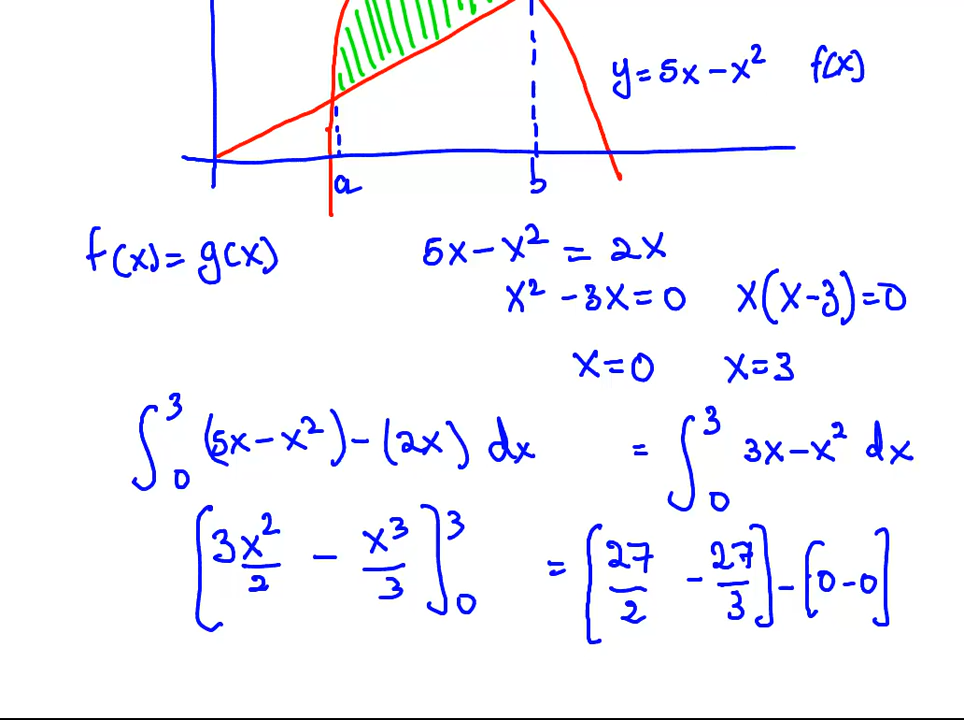 y = 5x - x² f(x)
a b
f(x) = g(x) 5x - x² = 2x
x² - 3x = 0 x(x-3) = 0
x = 0 x = 3
∫₀³ (5x - x²) - (2x) dx = ∫₀³ 3x - x² dx
[3x²/2 - x³/3]₀³ = [27/2 - 27/3] - [0 - 0]